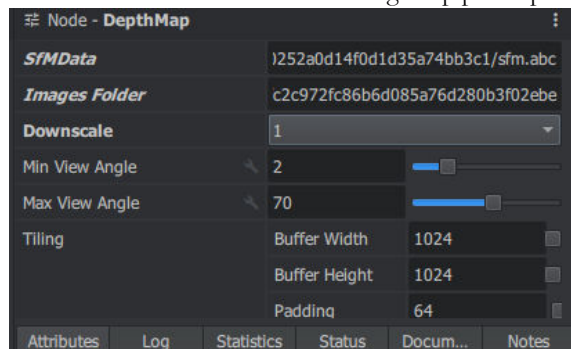 Node - DepthMap
SfMData )252a0d14f0d1d35a74bb3c1/sfm.abc
Images Folder c2c972fc86b6d085a76d280b3f02ebe
Downscale 1
Min View Angle 2
Max View Angle 70
Tiling Buffer Width 1024
Buffer Height 1024
Padding 64
Attributes Log Statistics Status Docum... Notes